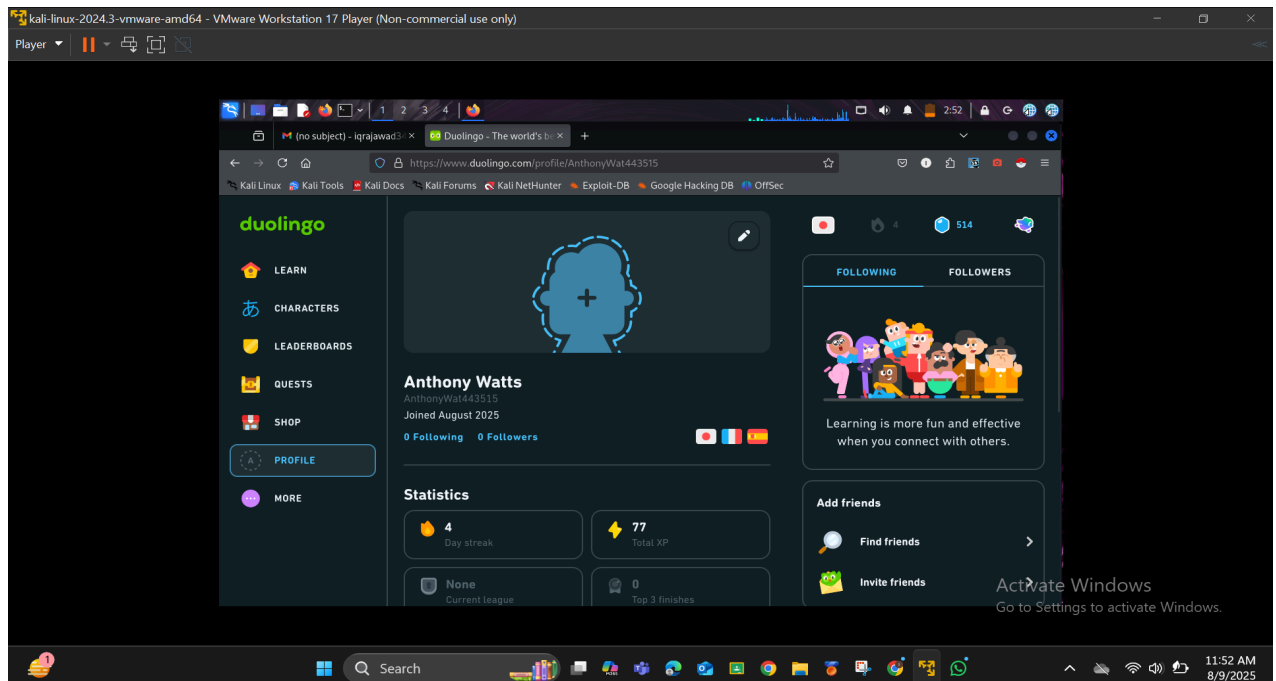 kali-linux-2024.3-vmware-amd64 - VMware Workstation 17 Player (Non-commercial use only)
Player
1 2 3 4
2:52
M (no subject) - iqrajawad3
Duolingo - The world's be
https://www.duolingo.com/profile/AnthonyWat443515
Kali Linux Kali Tools Kali Docs Kali Forums Kali NetHunter Exploit-DB Google Hacking DB OffSec
duolingo
LEARN
あ CHARACTERS
LEADERBOARDS
QUESTS
SHOP
A PROFILE
MORE
Anthony Watts
AnthonyWat443515
Joined August 2025
0 Following 0 Followers
Statistics
4
Day streak
77
Total XP
None
Current league
0
Top 3 finishes
4
514
FOLLOWING FOLLOWERS
Learning is more fun and effective
when you connect with others.
Add friends
Find friends
Invite friends
Activate Windows
Go to Settings to activate Windows.
1
Search
11:52 AM
8/9/2025